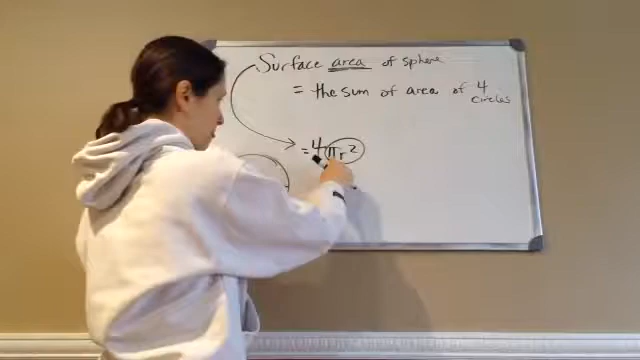 Surface area of sphere
= the sum of area of 4
circles
= 4πr²